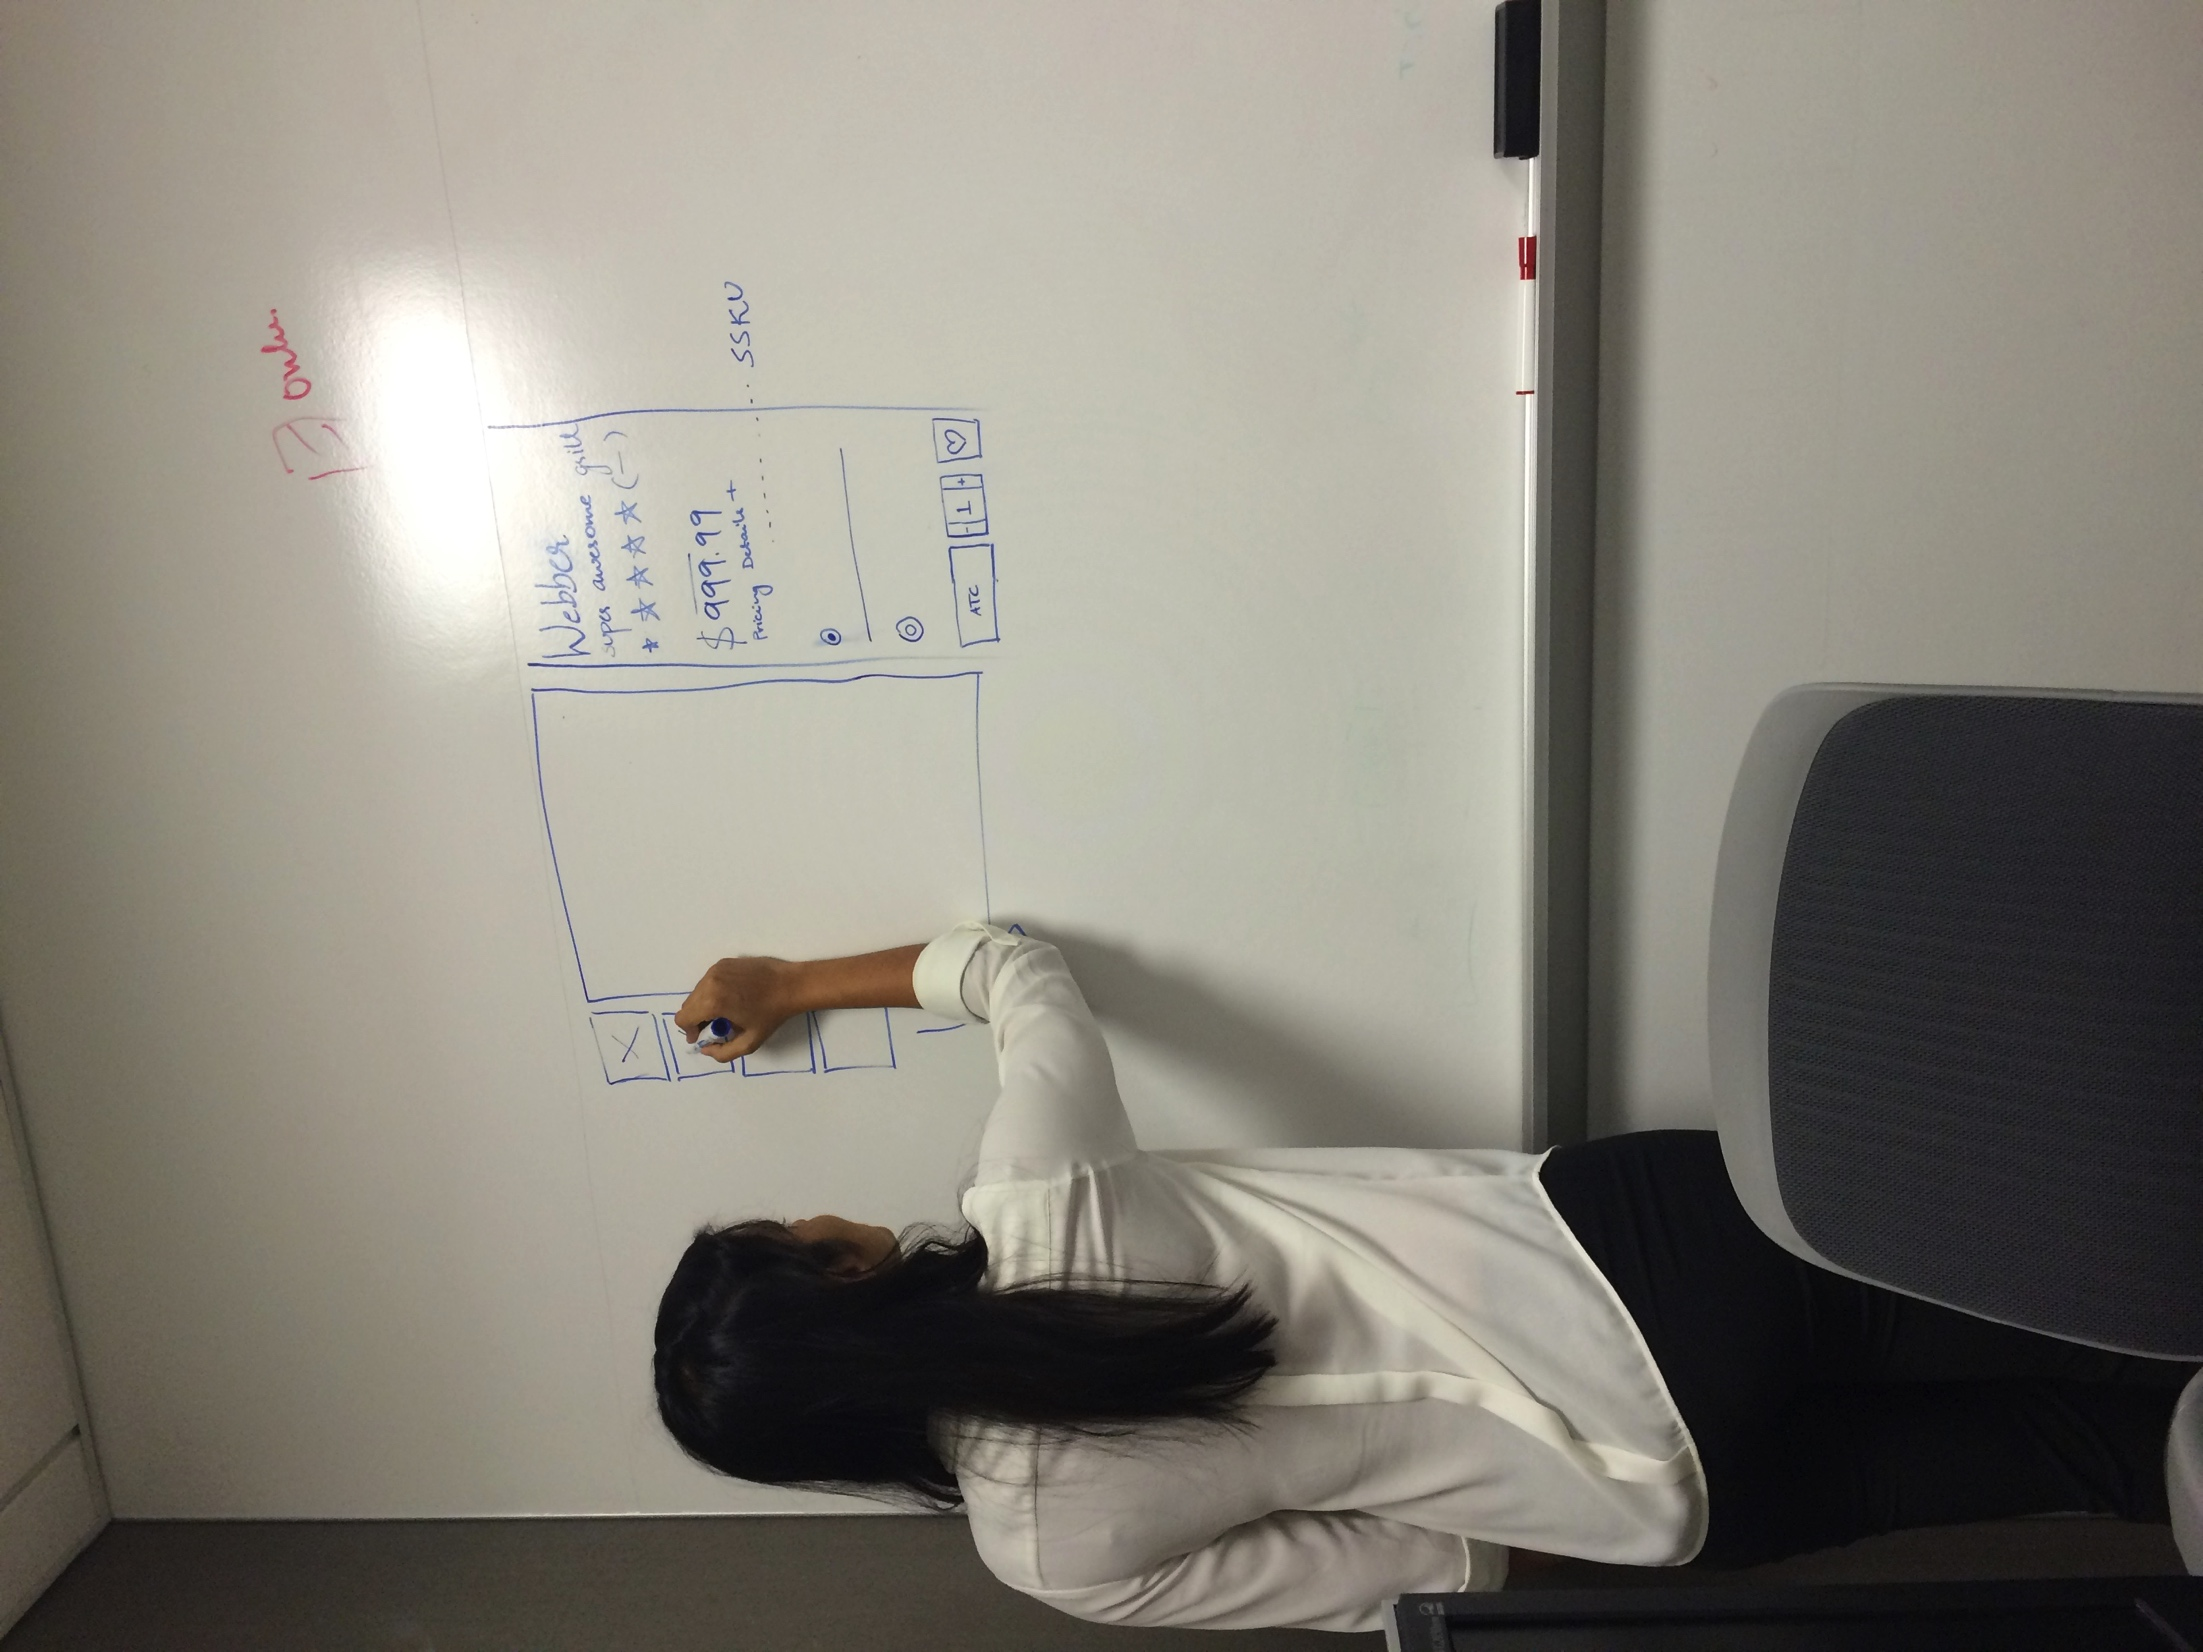 Webber
super awesome grill
$999.99
Pricing Details +
SSKU
ATC
- 1 +